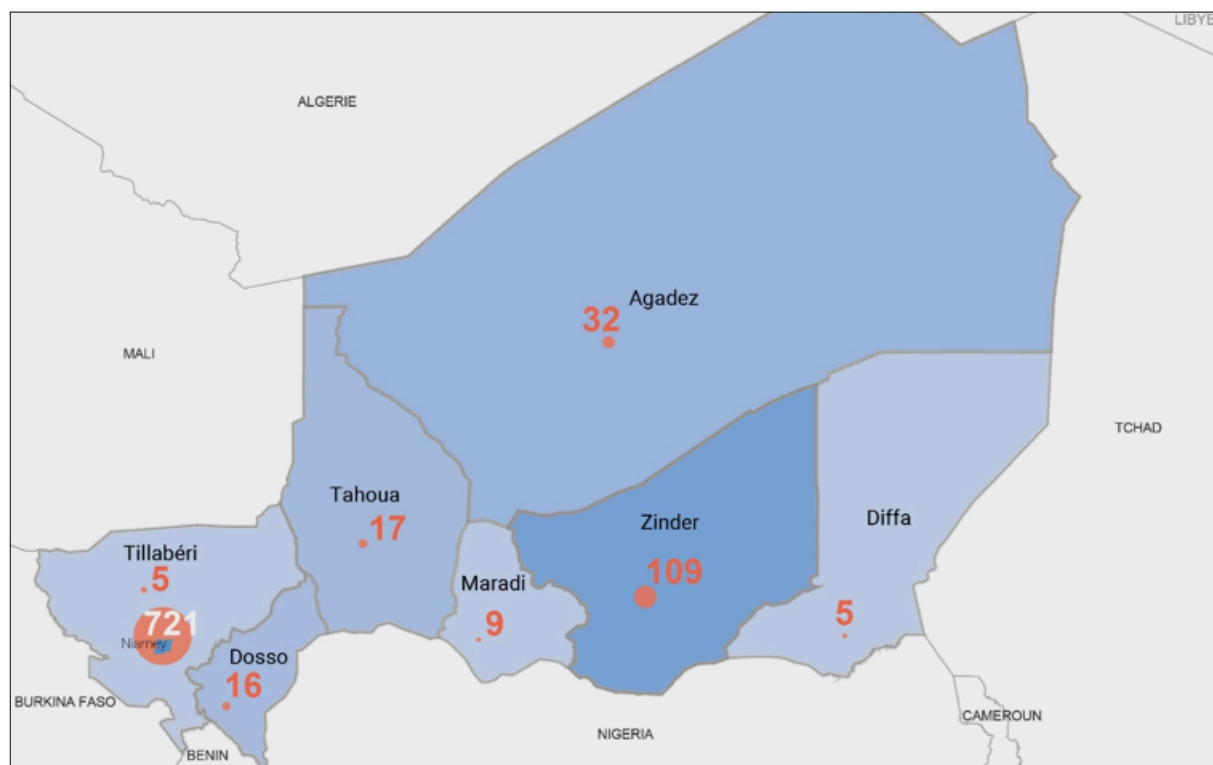 LIBYE
ALGERIE
Agadez
32
MALI
TCHAD
Tahoua
17
Zinder
109
Diffa
5
Tillabéri
5
Maradi
9
721
Niamey
Dosso
16
BURKINA FASO
BENIN
NIGERIA
CAMEROUN